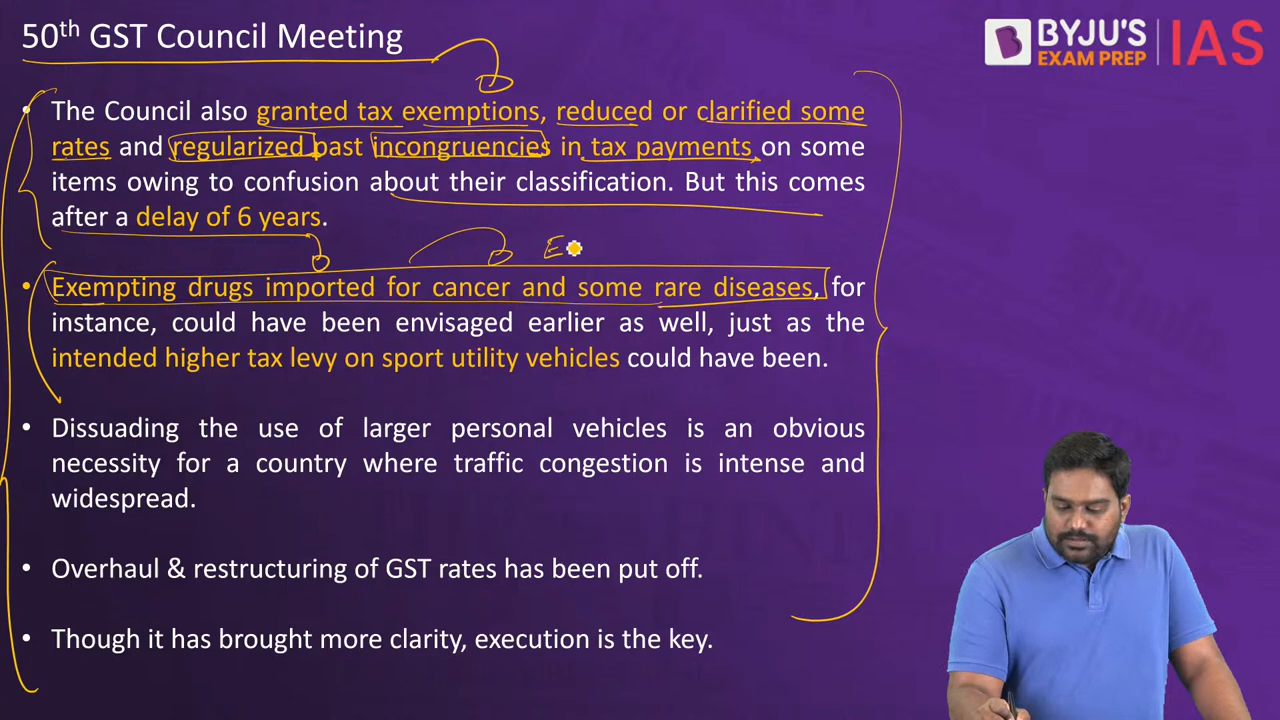 50th GST Council Meeting
BYJU'S
EXAM PREP
IAS
• The Council also granted tax exemptions, reduced or clarified some
rates and regularized past incongruencies in tax payments on some
items owing to confusion about their classification. But this comes
after a delay of 6 years.
E
• Exempting drugs imported for cancer and some rare diseases, for
instance, could have been envisaged earlier as well, just as the
intended higher tax levy on sport utility vehicles could have been.
• Dissuading the use of larger personal vehicles is an obvious
necessity for a country where traffic congestion is intense and
widespread.
• Overhaul & restructuring of GST rates has been put off.
• Though it has brought more clarity, execution is the key.